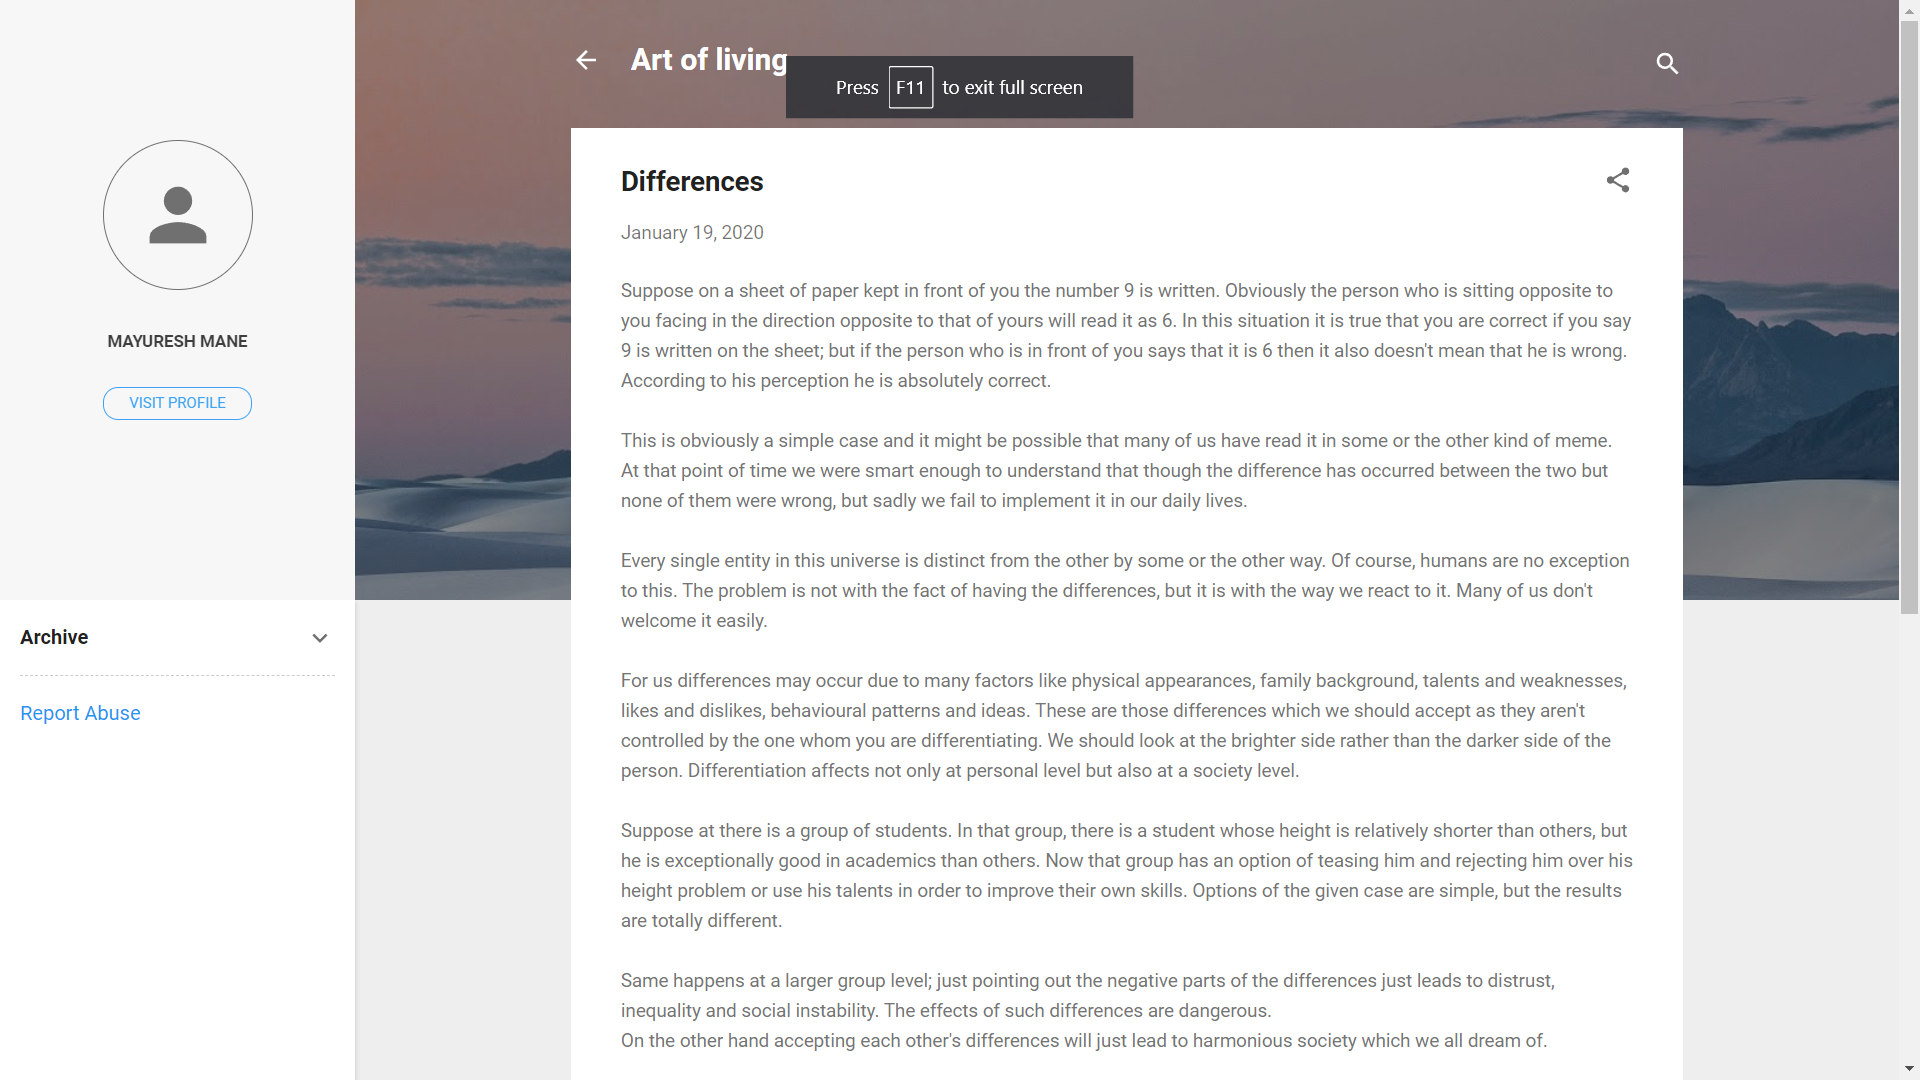 Art of living
Press F11 to exit full screen
MAYURESH MANE
VISIT PROFILE
Archive
Report Abuse
Differences
January 19, 2020
Suppose on a sheet of paper kept in front of you the number 9 is written. Obviously the person who is sitting opposite to
you facing in the direction opposite to that of yours will read it as 6. In this situation it is true that you are correct if you say
9 is written on the sheet; but if the person who is in front of you says that it is 6 then it also doesn't mean that he is wrong.
According to his perception he is absolutely correct.
This is obviously a simple case and it might be possible that many of us have read it in some or the other kind of meme.
At that point of time we were smart enough to understand that though the difference has occurred between the two but
none of them were wrong, but sadly we fail to implement it in our daily lives.
Every single entity in this universe is distinct from the other by some or the other way. Of course, humans are no exception
to this. The problem is not with the fact of having the differences, but it is with the way we react to it. Many of us don't
welcome it easily.
For us differences may occur due to many factors like physical appearances, family background, talents and weaknesses,
likes and dislikes, behavioural patterns and ideas. These are those differences which we should accept as they aren't
controlled by the one whom you are differentiating. We should look at the brighter side rather than the darker side of the
person. Differentiation affects not only at personal level but also at a society level.
Suppose at there is a group of students. In that group, there is a student whose height is relatively shorter than others, but
he is exceptionally good in academics than others. Now that group has an option of teasing him and rejecting him over his
height problem or use his talents in order to improve their own skills. Options of the given case are simple, but the results
are totally different.
Same happens at a larger group level; just pointing out the negative parts of the differences just leads to distrust,
inequality and social instability. The effects of such differences are dangerous.
On the other hand accepting each other's differences will just lead to harmonious society which we all dream of.